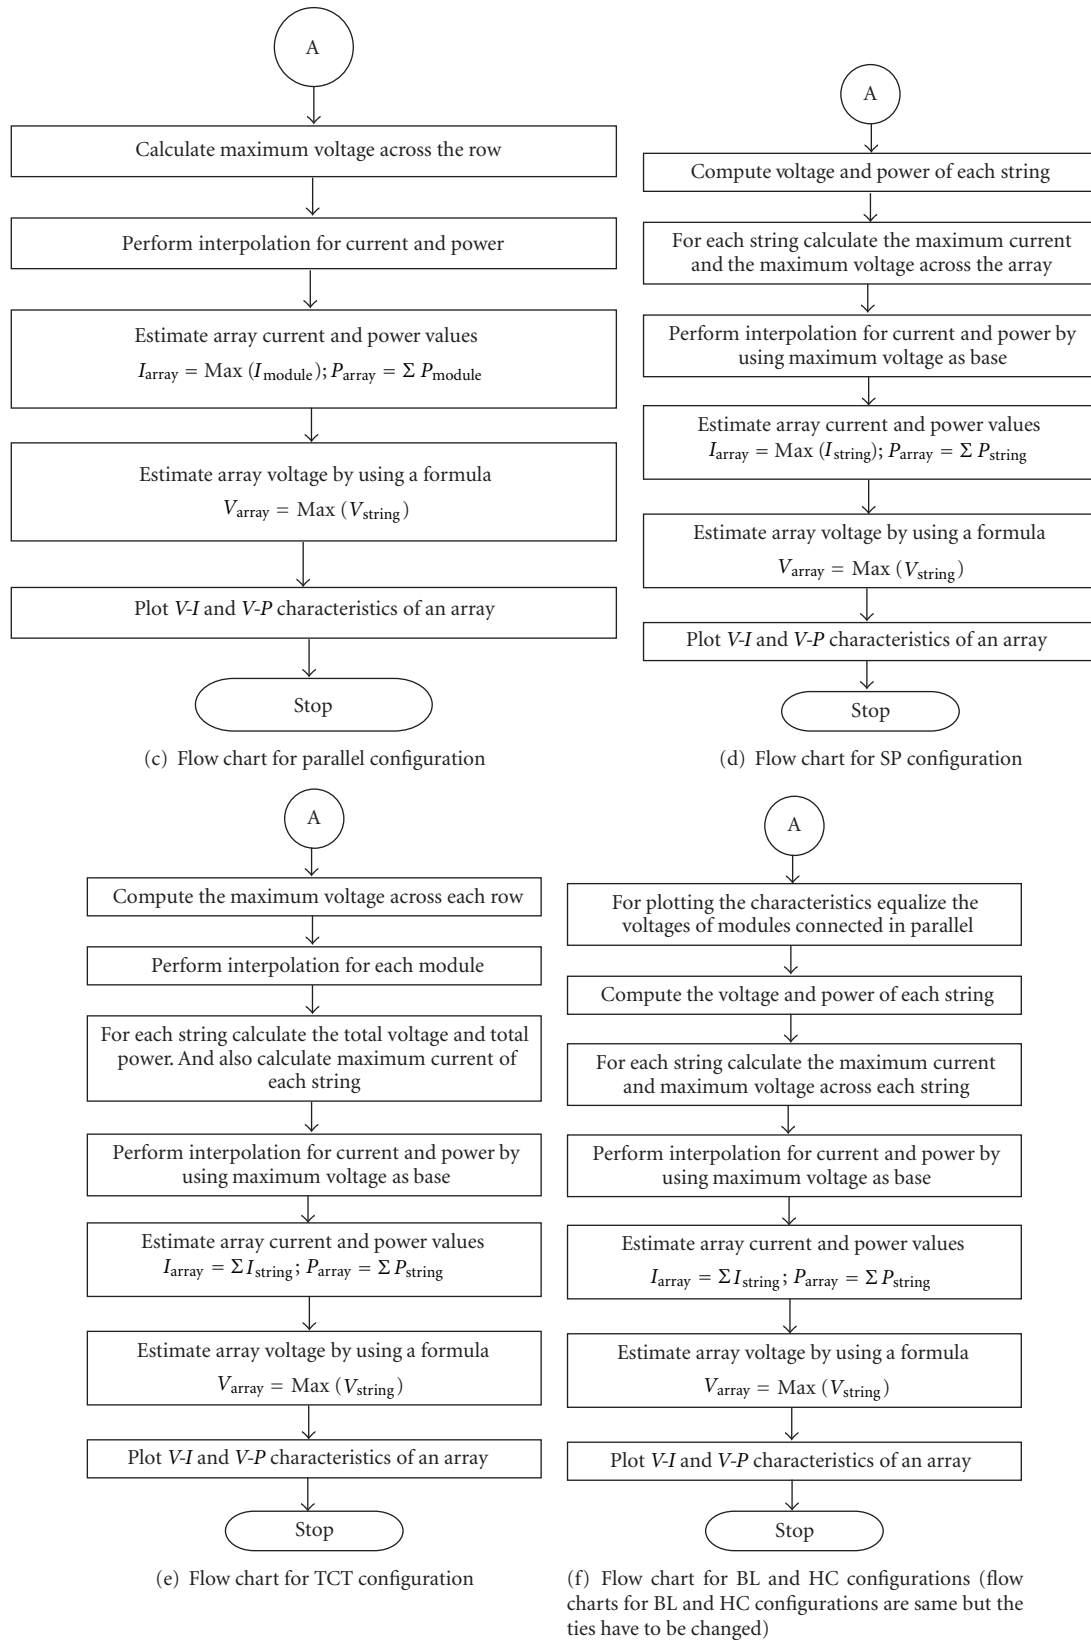 A
Calculate maximum voltage across the row
Perform interpolation for current and power
Estimate array current and power values
I_array = Max (I_module); P_array = Σ P_module
Estimate array voltage by using a formula
V_array = Max (V_string)
Plot V-I and V-P characteristics of an array
Stop
(c) Flow chart for parallel configuration
A
Compute voltage and power of each string
For each string calculate the maximum current
and the maximum voltage across the array
Perform interpolation for current and power by
using maximum voltage as base
Estimate array current and power values
I_array = Max (I_string); P_array = Σ P_string
Estimate array voltage by using a formula
V_array = Max (V_string)
Plot V-I and V-P characteristics of an array
Stop
(d) Flow chart for SP configuration
A
Compute the maximum voltage across each row
Perform interpolation for each module
For each string calculate the total voltage and total
power. And also calculate maximum current of
each string
Perform interpolation for current and power by
using maximum voltage as base
Estimate array current and power values
I_array = Σ I_string; P_array = Σ P_string
Estimate array voltage by using a formula
V_array = Max (V_string)
Plot V-I and V-P characteristics of an array
Stop
(e) Flow chart for TCT configuration
A
For plotting the characteristics equalize the
voltages of modules connected in parallel
Compute the voltage and power of each string
For each string calculate the maximum current
and maximum voltage across each string
Perform interpolation for current and power by
using maximum voltage as base
Estimate array current and power values
I_array = Σ I_string; P_array = Σ P_string
Estimate array voltage by using a formula
V_array = Max (V_string)
Plot V-I and V-P characteristics of an array
Stop
(f) Flow chart for BL and HC configurations (flow
charts for BL and HC configurations are same but the
ties have to be changed)